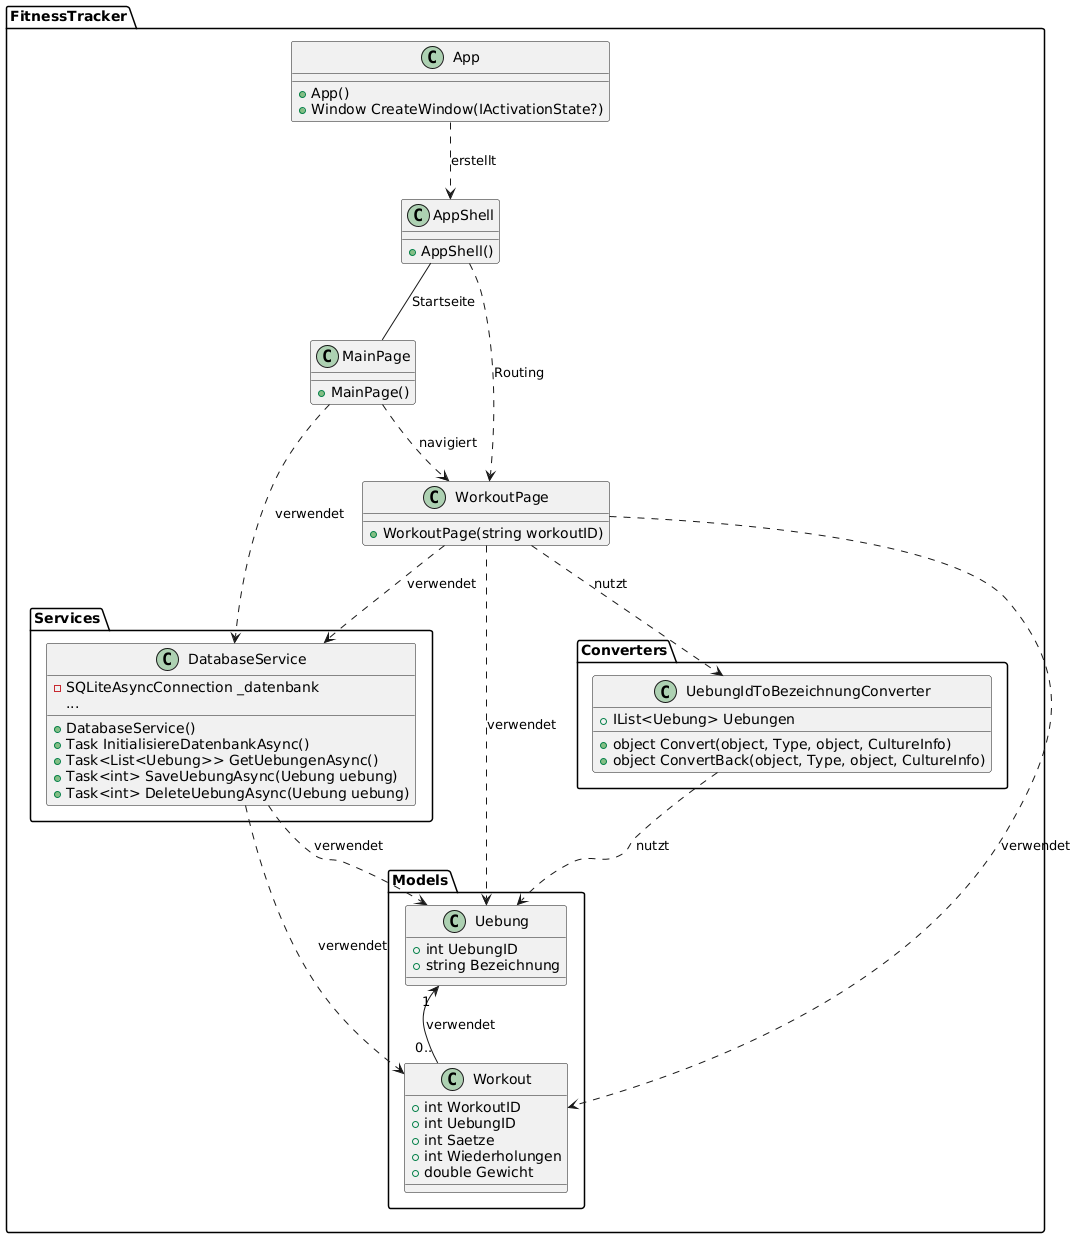 FitnessTracker
C App
App()
Window CreateWindow(IActivationState?)
erstellt
C AppShell
AppShell()
Startseite
C MainPage
MainPage()
Routing
navigiert
C WorkoutPage
WorkoutPage(string workoutID)
verwendet
verwendet
nutzt
Services
C DatabaseService
SQLiteAsyncConnection _datenbank
...
DatabaseService()
Task InitialisiereDatenbankAsync()
Task<List<Uebung>> GetUebungenAsync()
Task<int> SaveUebungAsync(Uebung uebung)
Task<int> DeleteUebungAsync(Uebung uebung)
Converters
C UebungIdToBezeichnungConverter
IList<Uebung> Uebungen
object Convert(object, Type, object, CultureInfo)
object ConvertBack(object, Type, object, CultureInfo)
verwendet
verwendet
nutzt
verwendet
Models
C Uebung
int UebungID
string Bezeichnung
verwendet
1
verwendet
0..
C Workout
int WorkoutID
int UebungID
int Saetze
int Wiederholungen
double Gewicht